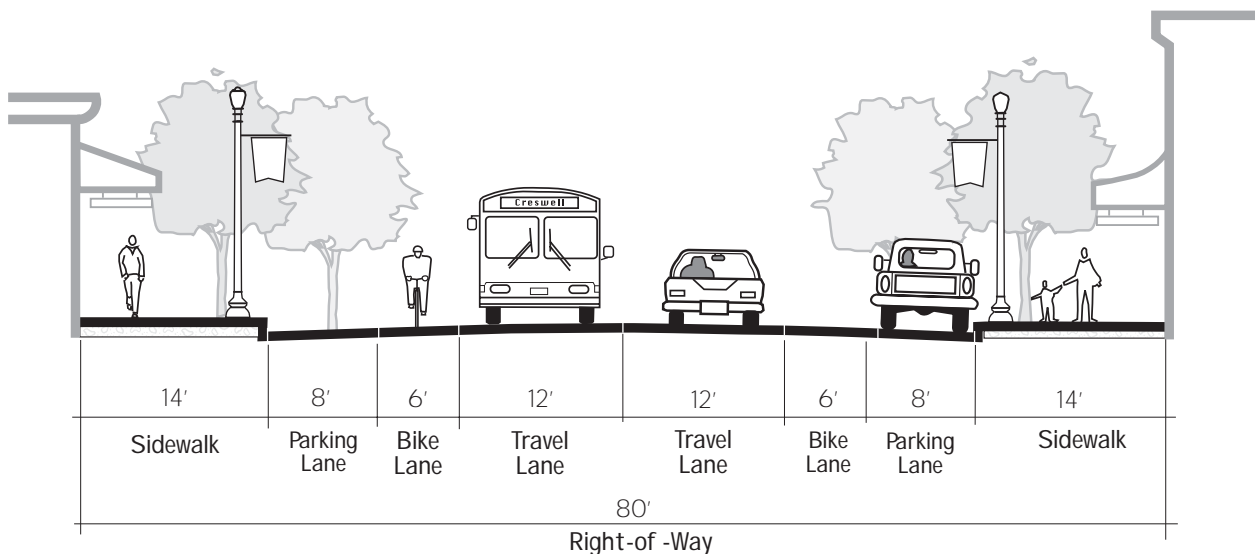 Creswell
14' 8' 6' 12' 12' 6' 8' 14'
Sidewalk Parking Lane Bike Lane Travel Lane Travel Lane Bike Lane Parking Lane Sidewalk
80'
Right-of -Way